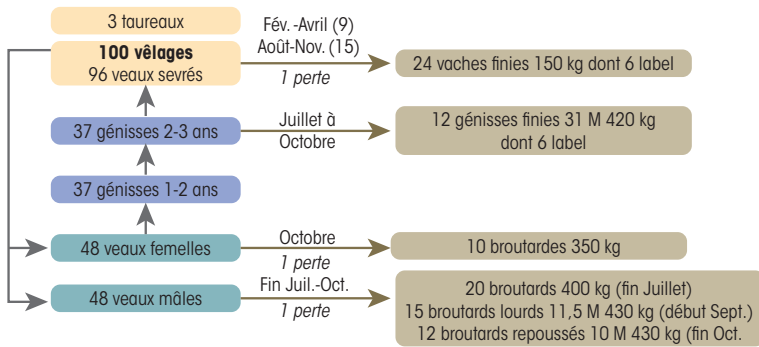 3 taureaux
100 vêlages
96 veaux sevrés
Fév.-Avril (9)
Août-Nov. (15)
1 perte
24 vaches finies 150 kg dont 6 label
37 génisses 2-3 ans
Juillet à
Octobre
12 génisses finies 31 M 420 kg
dont 6 label
37 génisses 1-2 ans
48 veaux femelles
Octobre
1 perte
10 broutardes 350 kg
48 veaux mâles
Fin Juil.-Oct.
1 perte
20 broutards 400 kg (fin Juillet)
15 broutards lourds 11,5 M 430 kg (début Sept.)
12 broutards repoussés 10 M 430 kg (fin Oct.